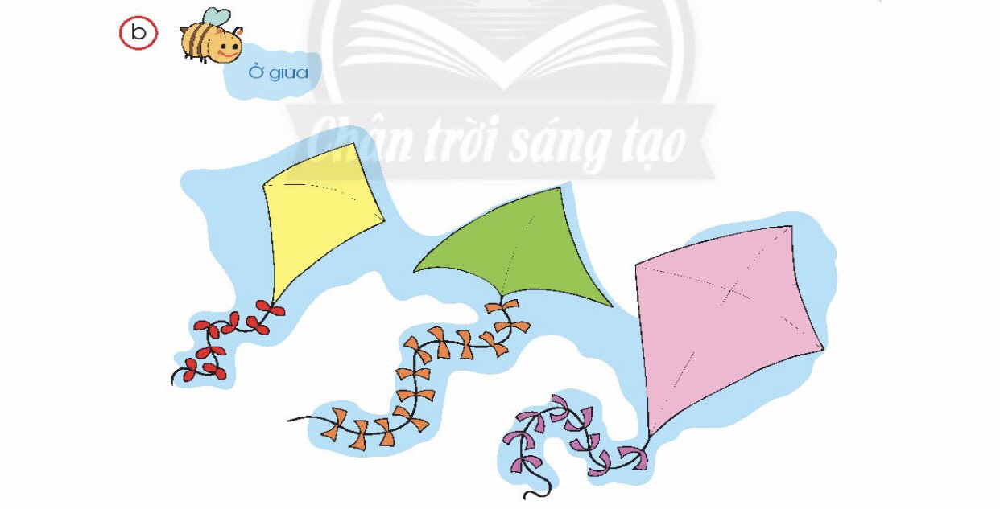 b
Ở giữa
Chân trời sáng tạo